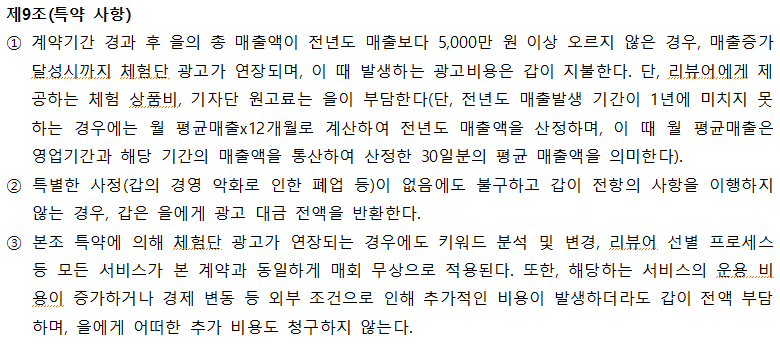 제9조(특약 사항)
① 계약기간 경과 후 을의 총 매출액이 전년도 매출보다 5,000만 원 이상 오르지 않은 경우, 매출증가
달성시까지 체험단 광고가 연장되며, 이 때 발생하는 광고비용은 갑이 지불한다. 단, 리뷰어에게 제
공하는 체험 상품비, 기자단 원고료는 을이 부담한다(단, 전년도 매출발생 기간이 1년에 미치지 못
하는 경우에는 월 평균매출x12개월로 계산하여 전년도 매출액을 산정하며, 이 때 월 평균매출은
영업기간과 해당 기간의 매출액을 통산하여 산정한 30일분의 평균 매출액을 의미한다).
② 특별한 사정(갑의 경영 악화로 인한 폐업 등)이 없음에도 불구하고 갑이 전항의 사항을 이행하지
않는 경우, 갑은 을에게 광고 대금 전액을 반환한다.
③ 본조 특약에 의해 체험단 광고가 연장되는 경우에도 키워드 분석 및 변경, 리뷰어 선별 프로세스
등 모든 서비스가 본 계약과 동일하게 매회 무상으로 적용된다. 또한, 해당하는 서비스의 운용 비
용이 증가하거나 경제 변동 등 외부 조건으로 인해 추가적인 비용이 발생하더라도 갑이 전액 부담
하며, 을에게 어떠한 추가 비용도 청구하지 않는다.